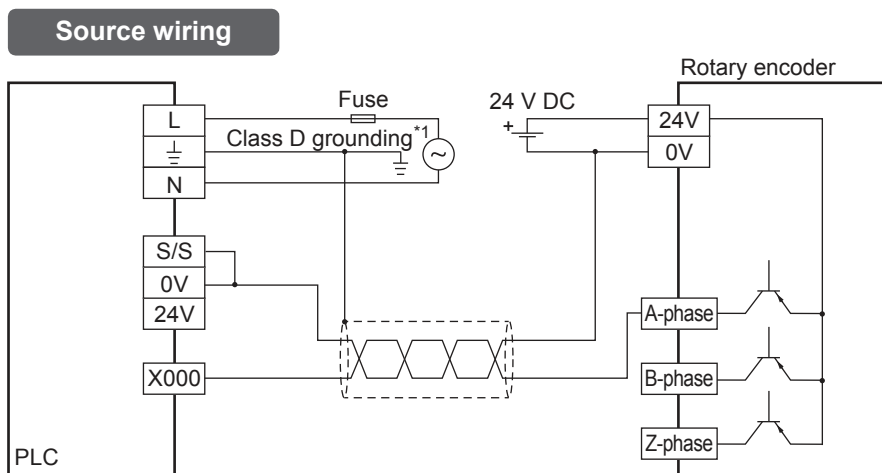 Source wiring
Rotary encoder
L
Fuse
24 V DC
+
24V
Class D grounding*1
0V
N
S/S
0V
24V
A-phase
X000
B-phase
Z-phase
PLC